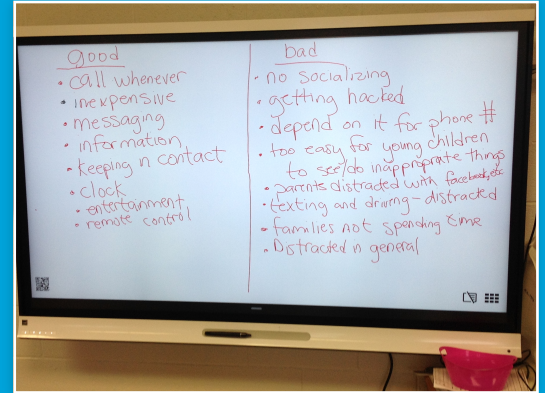 good
• call whenever
• inexpensive
• messaging
• information
• keeping in contact
• clock
• entertainment
• remote control
bad
• no socializing
• getting hacked
• depend on it for phone #
• too easy for young children
to see/do inappropriate things
• parents distracted with facebook, etc
• texting and driving - distracted
• families not spending time
• Distracted in general